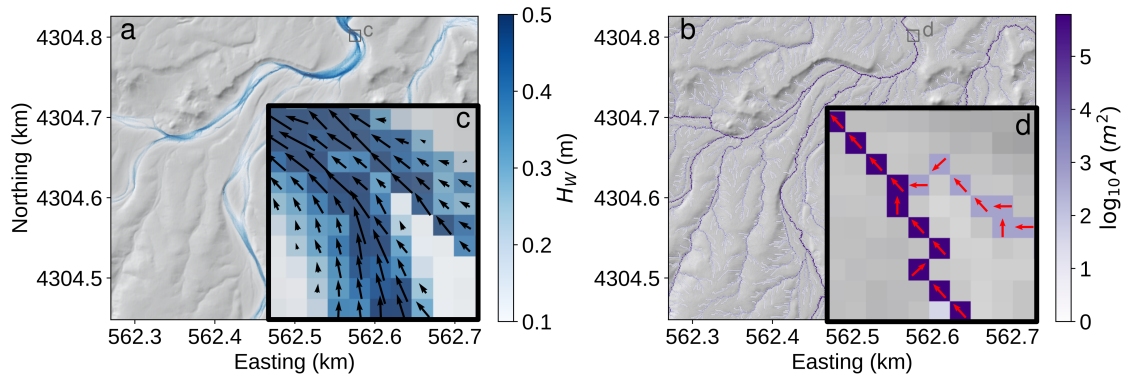 a
c
c
Northing (km)
4304.8
4304.7
4304.6
4304.5
562.3 562.4 562.5 562.6 562.7
Easting (km)
0.5
0.4
0.3
0.2
0.1
H_W (m)
b
d
d
4304.8
4304.7
4304.6
4304.5
562.3 562.4 562.5 562.6 562.7
Easting (km)
5
4
3
2
1
0
log₁₀ A (m²)